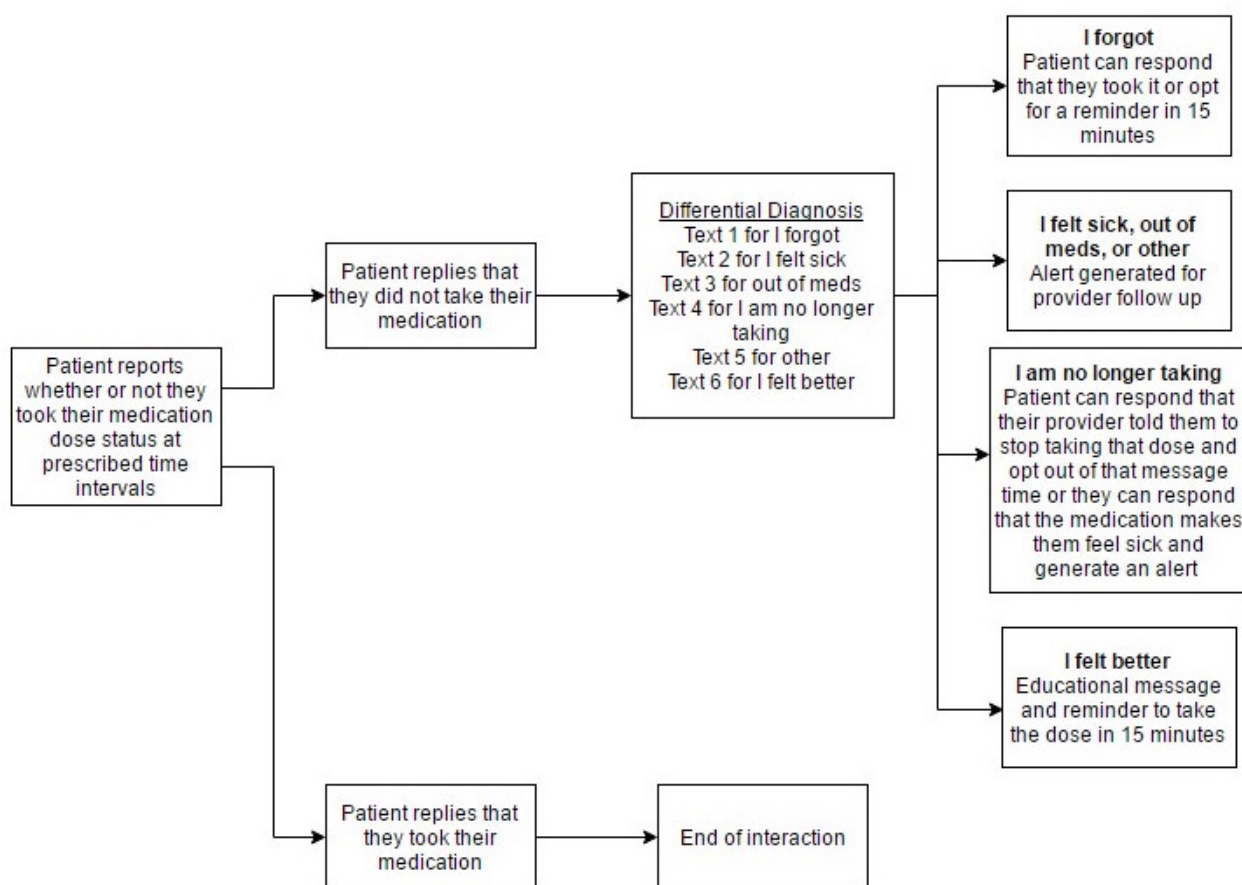 Patient reports
whether or not they
took their medication
dose status at
prescribed time
intervals
Patient replies that
they did not take their
medication
Differential Diagnosis
Text 1 for I forgot
Text 2 for I felt sick
Text 3 for out of meds
Text 4 for I am no longer
taking
Text 5 for other
Text 6 for I felt better
I forgot
Patient can respond
that they took it or opt
for a reminder in 15
minutes
I felt sick, out of
meds, or other
Alert generated for
provider follow up
I am no longer taking
Patient can respond that
their provider told them to
stop taking that dose and
opt out of that message
time or they can respond
that the medication makes
them feel sick and
generate an alert
I felt better
Educational message
and reminder to take
the dose in 15 minutes
Patient replies that
they took their
medication
End of interaction